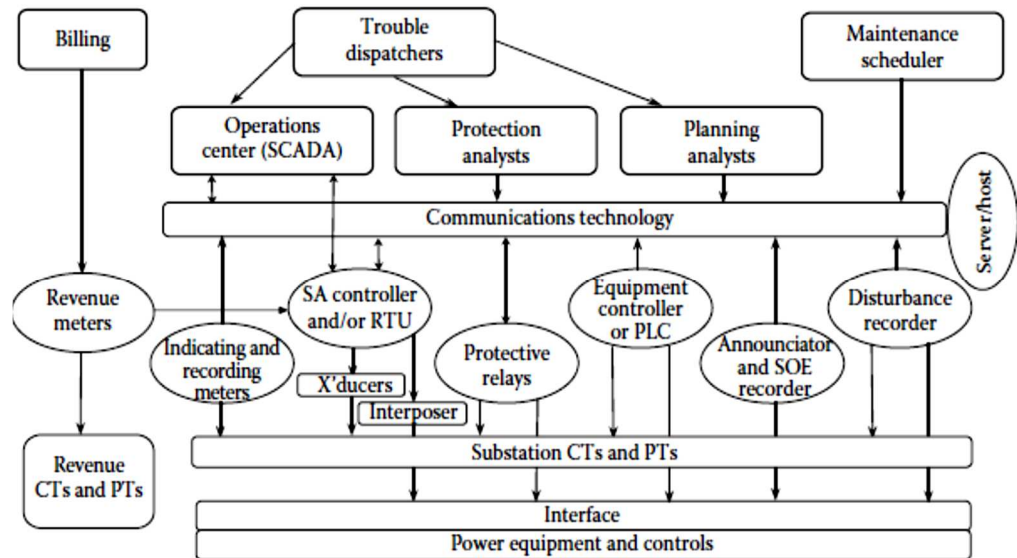 Billing
Trouble
dispatchers
Maintenance
scheduler
Operations
center (SCADA)
Protection
analysts
Planning
analysts
Communications technology
Server/host
Revenue
meters
SA controller
and/or RTU
Equipment
controller
or PLC
Disturbance
recorder
Indicating and
recording
meters
Protective
relays
Announciator
and SOE
recorder
X'ducers
Interposer
Revenue
CTs and PTs
Substation CTs and PTs
Interface
Power equipment and controls